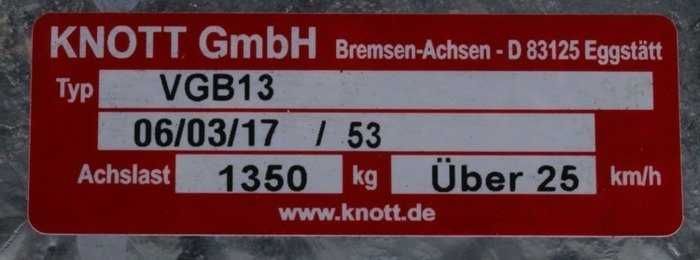 KNOTT GmbH Bremsen-Achsen - D 83125 Eggstätt
Typ VGB13
06/03/17 / 53
Achslast 1350 kg Über 25 km/h
www.knott.de